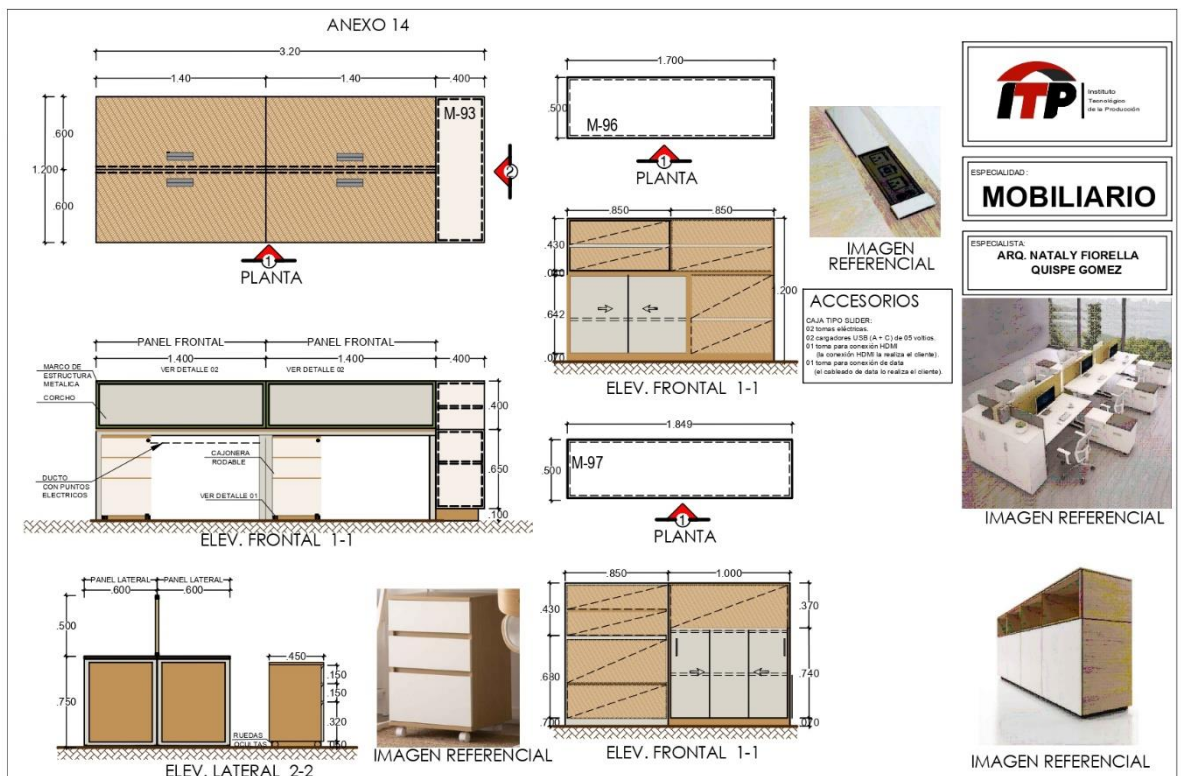 ANEXO 14
3.20
1.40
1.40
.400
.600
1.200
.600
M-93
2
1
PLANTA
1.700
.500
M-96
1
PLANTA
IMAGEN
REFERENCIAL
ITP
Instituto
Tecnológico
de la Producción
ESPECIALIDAD:
MOBILIARIO
ESPECIALISTA:
ARQ. NATALY FIORELLA
QUISPE GOMEZ
.850
.850
.430
.642
1.200
ELEV. FRONTAL 1-1
ACCESORIOS
CAJA TIPO SLIDER:
02 tomas eléctricas.
02 cargadores USB (A + C) de 05 voltios.
01 toma para conexión HDMI
(la conexión HDMI la realiza el cliente).
01 toma para conexión de data
(el cableado de data lo realiza el cliente).
PANEL FRONTAL
PANEL FRONTAL
1.400
1.400
.400
VER DETALLE 02
VER DETALLE 02
MARCO DE
ESTRUCTURA
METALICA
CORCHO
.400
CAJONERA
RODABLE
DUCTO
CON PUNTOS
ELECTRICOS
VER DETALLE 01
.650
.100
ELEV. FRONTAL 1-1
1.849
.500
M-97
1
PLANTA
IMAGEN REFERENCIAL
PANEL LATERAL
PANEL LATERAL
.600
.600
.500
.750
.450
.150
.150
.320
RUEDAS
OCULTAS
ELEV. LATERAL 2-2
IMAGEN REFERENCIAL
.850
1.000
.430
.680
.370
.740
.070
ELEV. FRONTAL 1-1
IMAGEN REFERENCIAL